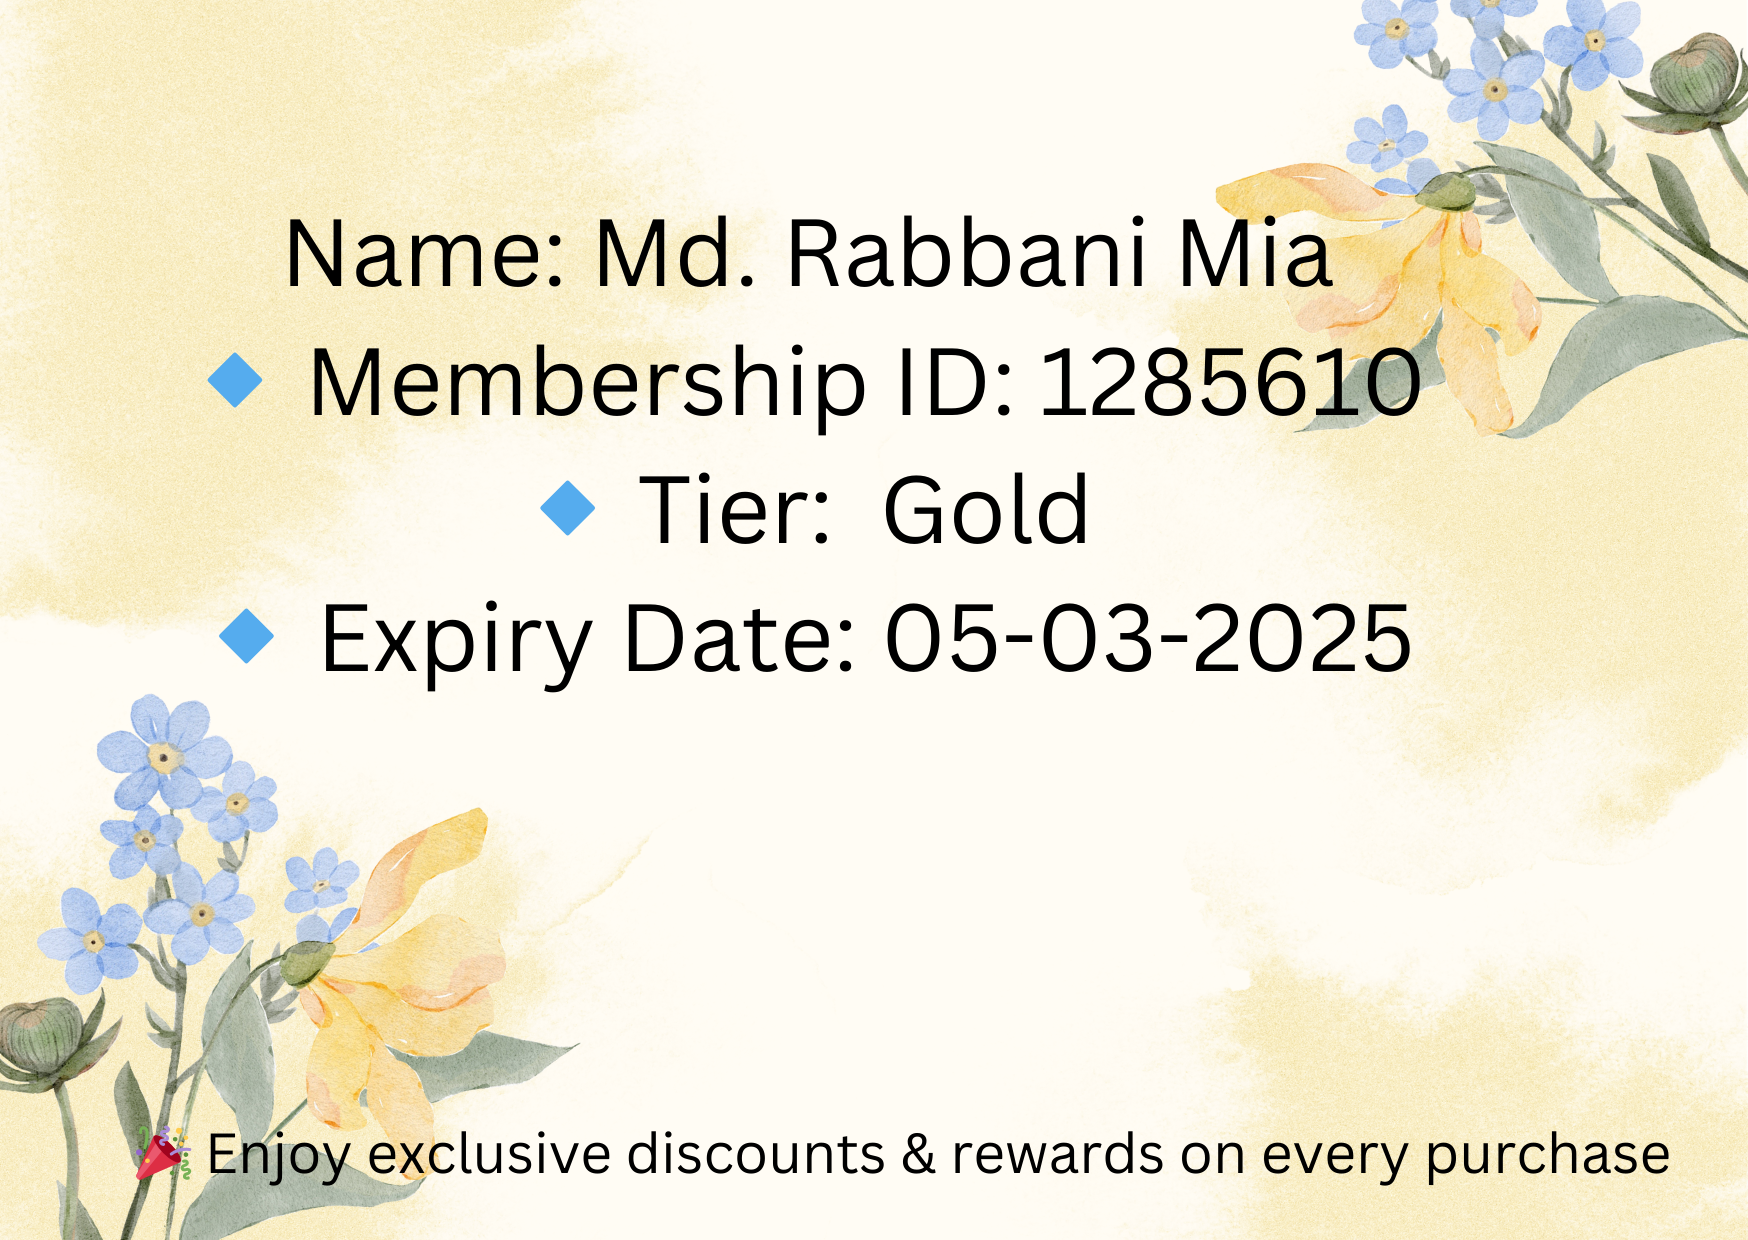 Name: Md. Rabbani Mia
🔹 Membership ID: 1285610
🔹 Tier: Gold
🔹 Expiry Date: 05-03-2025
🎉 Enjoy exclusive discounts & rewards on every purchase